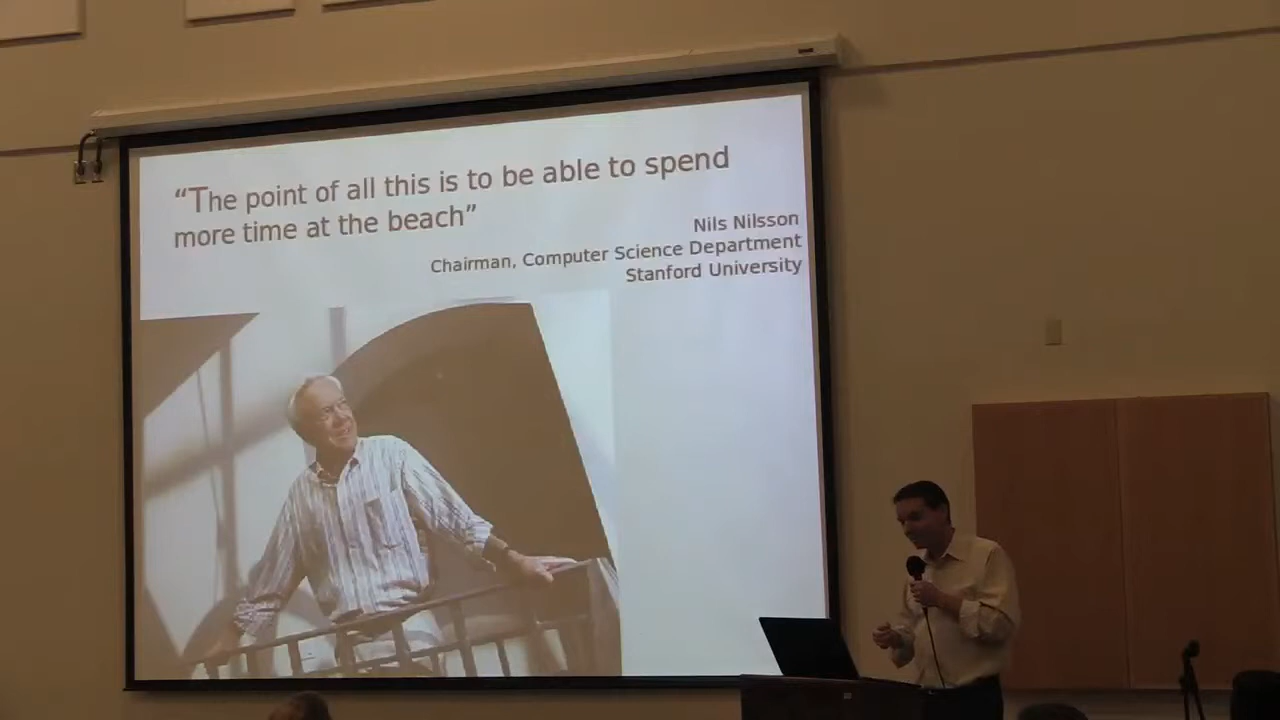 “The point of all this is to be able to spend
more time at the beach”
Nils Nilsson
Chairman, Computer Science Department
Stanford University